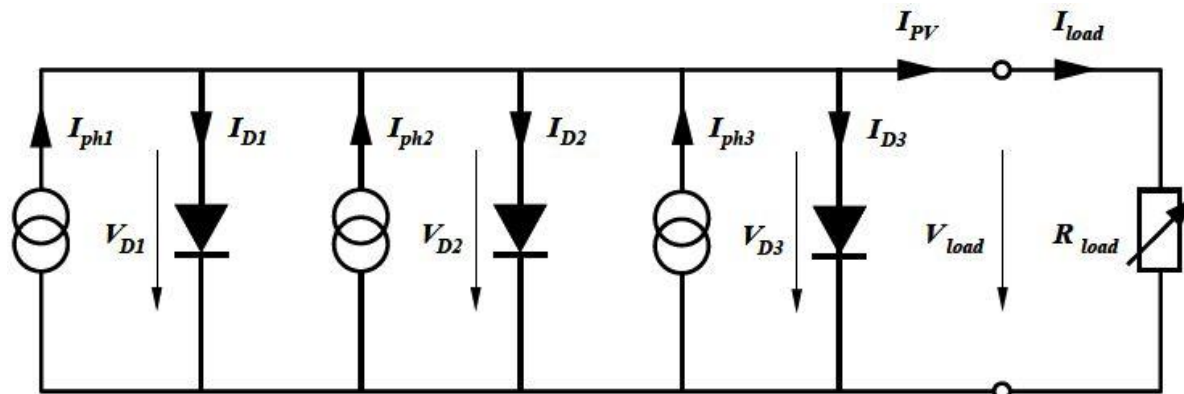 I_PV I_load
I_ph1 I_D1 I_ph2 I_D2 I_ph3 I_D3
V_D1 V_D2 V_D3 V_load R_load